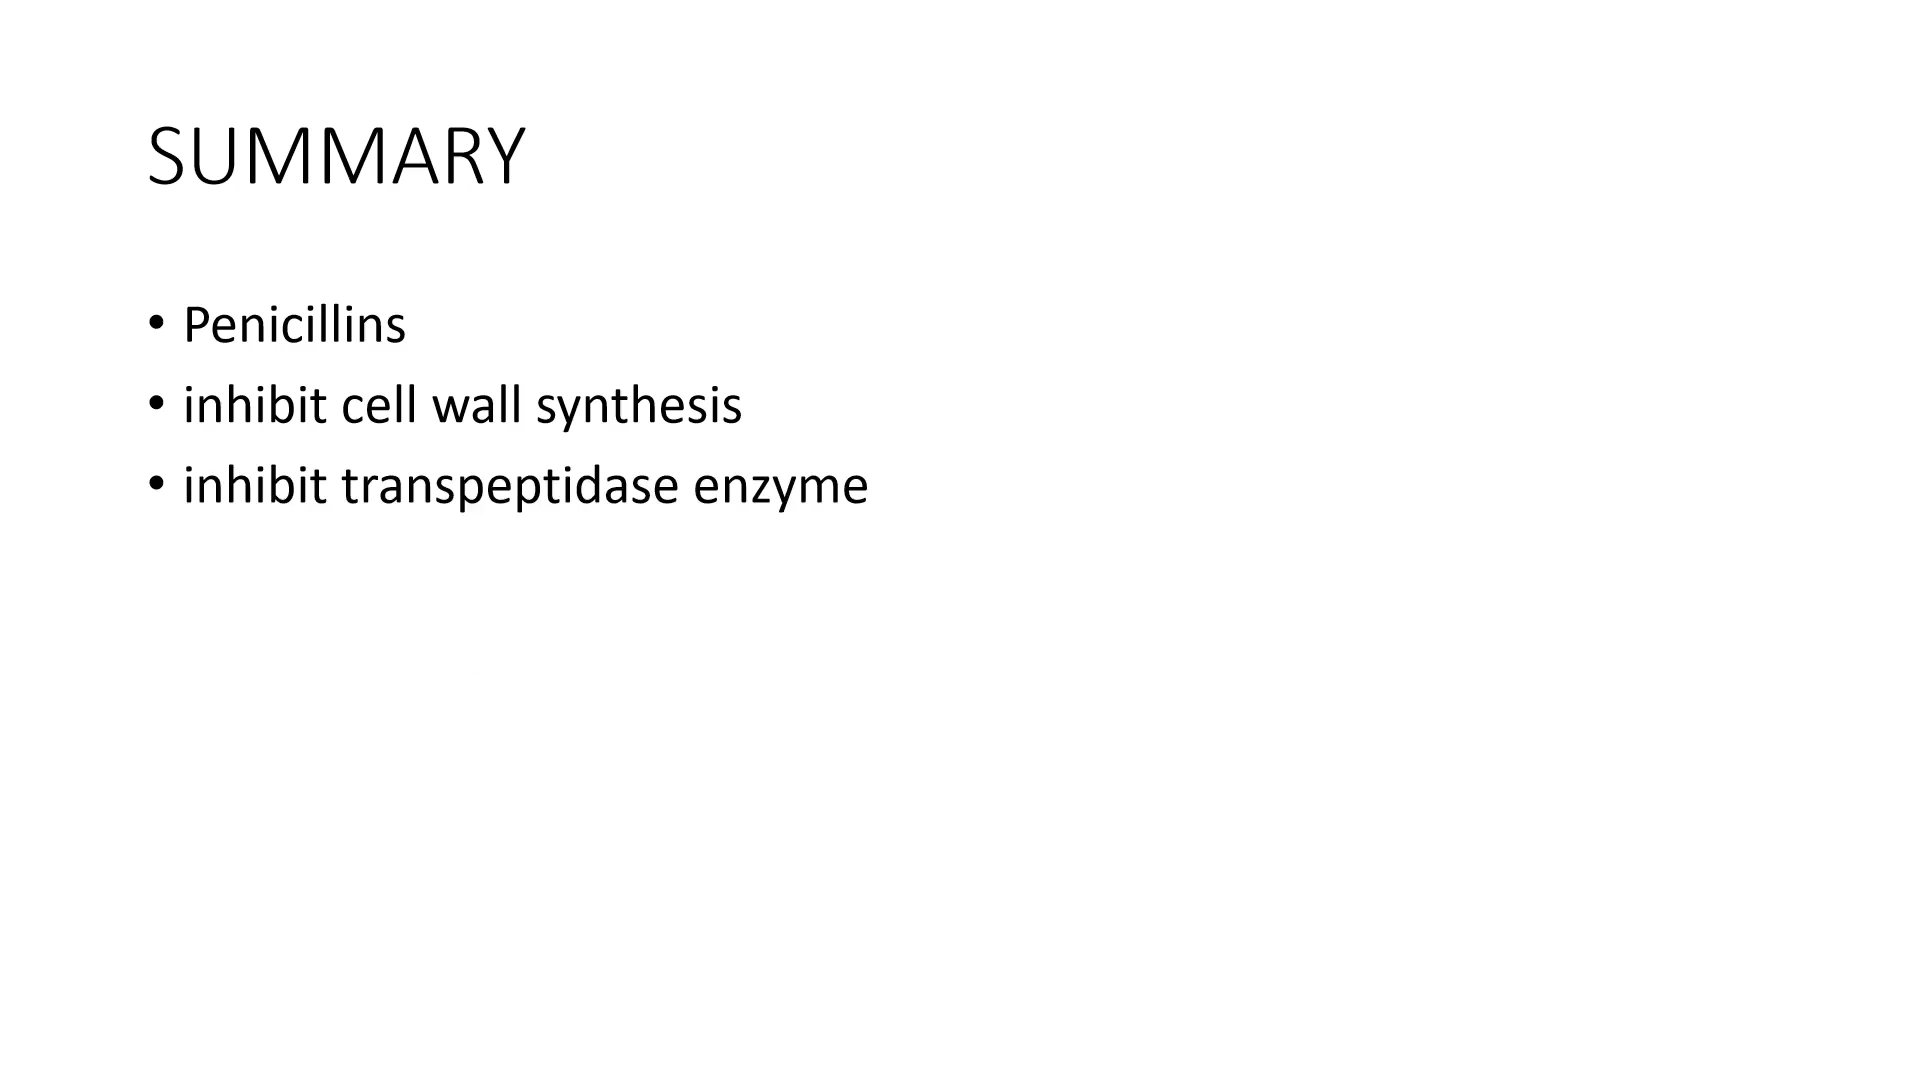 SUMMARY
• Penicillins
• inhibit cell wall synthesis
• inhibit transpeptidase enzyme